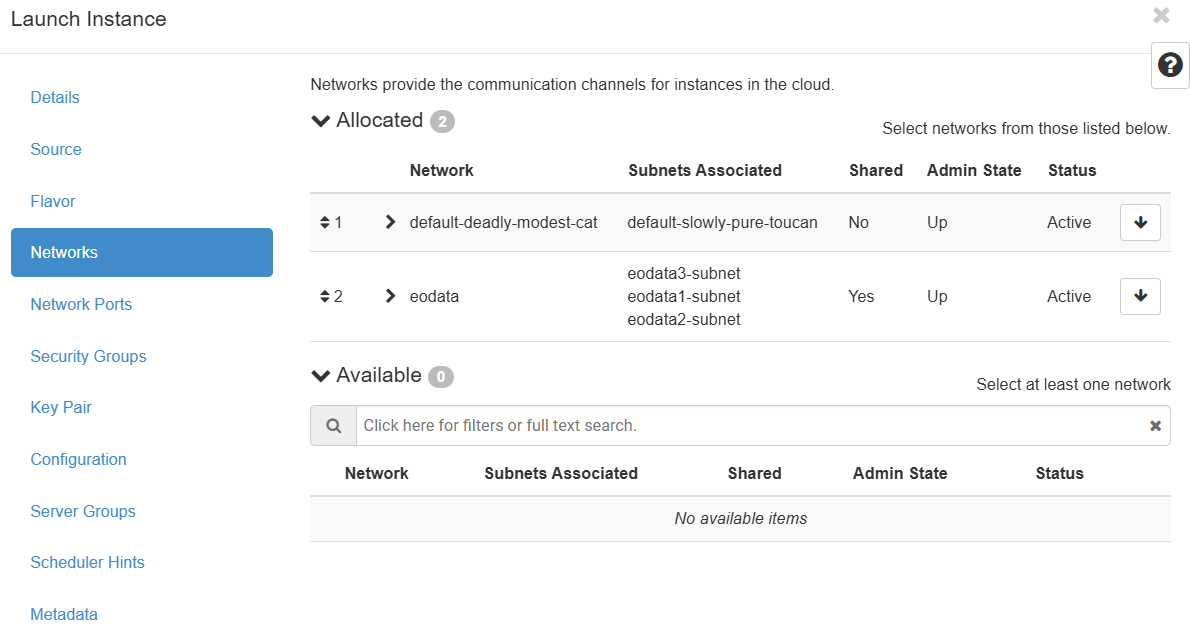 Launch Instance
Details
Source
Flavor
Networks
Network Ports
Security Groups
Key Pair
Configuration
Server Groups
Scheduler Hints
Metadata
Networks provide the communication channels for instances in the cloud.
Allocated 2
Select networks from those listed below.
Network Subnets Associated Shared Admin State Status
1 default-deadly-modest-cat default-slowly-pure-toucan No Up Active
eodata3-subnet
2 eodata eodata1-subnet Yes Up Active
eodata2-subnet
Available 0
Select at least one network
Click here for filters or full text search.
Network Subnets Associated Shared Admin State Status
No available items